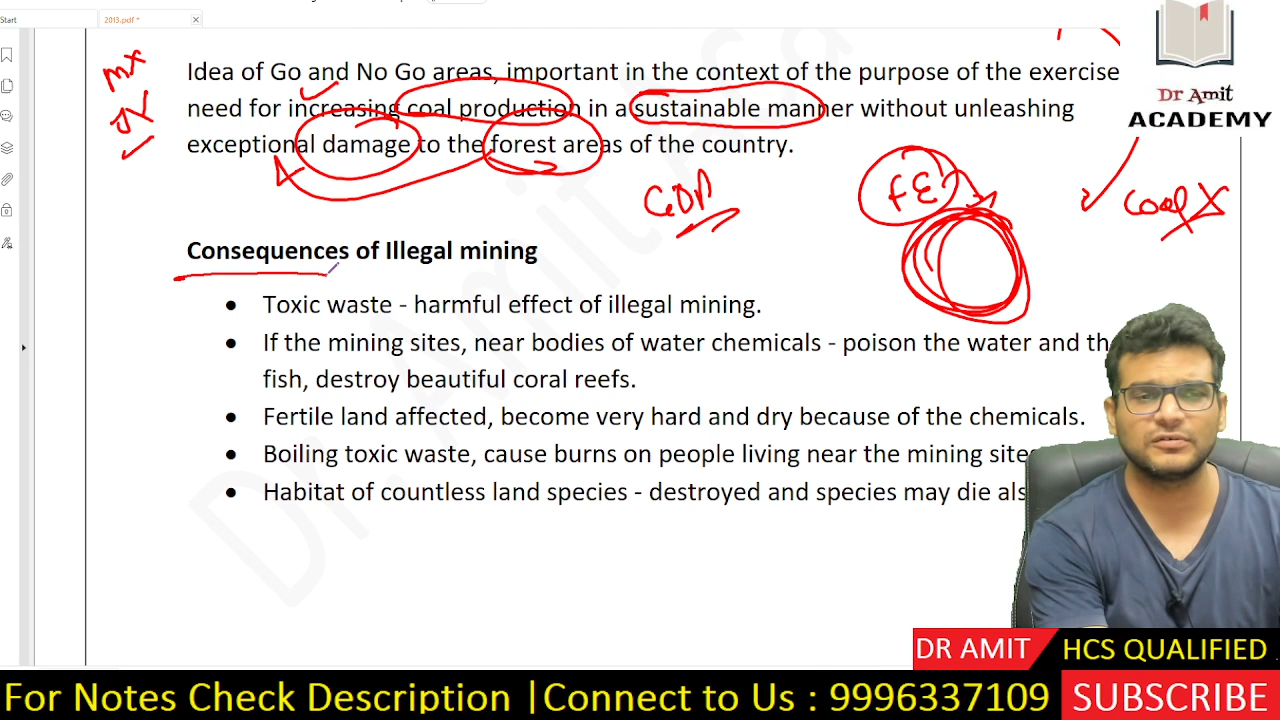 Start
2013.pdf *
Dr Amit
ACADEMY
Idea of Go and No Go areas, important in the context of the purpose of the exercise
need for increasing coal production in a sustainable manner without unleashing
exceptional damage to the forest areas of the country.
GDP
FE
coal
Consequences of Illegal mining
• Toxic waste - harmful effect of illegal mining.
• If the mining sites, near bodies of water chemicals - poison the water and th
fish, destroy beautiful coral reefs.
• Fertile land affected, become very hard and dry because of the chemicals.
• Boiling toxic waste, cause burns on people living near the mining site
• Habitat of countless land species - destroyed and species may die als
DR AMIT HCS QUALIFIED
For Notes Check Description |Connect to Us : 9996337109 SUBSCRIBE